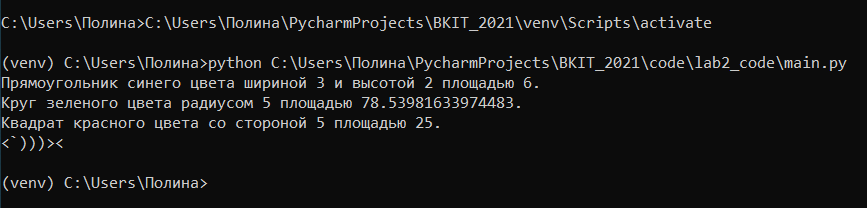 C:\Users\Полина>C:\Users\Полина\PycharmProjects\BKIT_2021\venv\Scripts\activate
(venv) C:\Users\Полина>python C:\Users\Полина\PycharmProjects\BKIT_2021\code\lab2_code\main.py
Прямоугольник синего цвета шириной 3 и высотой 2 площадью 6.
Круг зеленого цвета радиусом 5 площадью 78.53981633974483.
Квадрат красного цвета со стороной 5 площадью 25.
<`)))><
(venv) C:\Users\Полина>